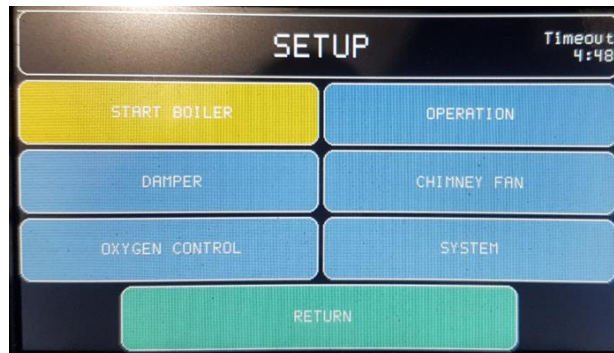 SETUP
Timeout
4:48
START BOILER
OPERATION
DAMPER
CHIMNEY FAN
OXYGEN CONTROL
SYSTEM
RETURN